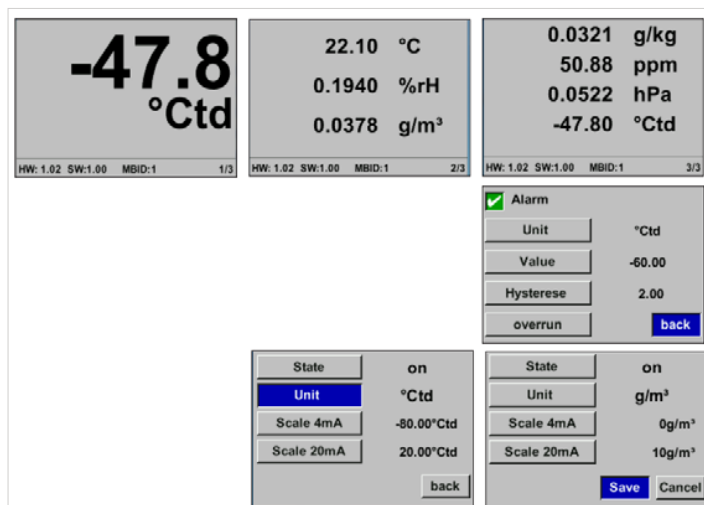 -47.8
°Ctd
HW: 1.02 SW:1.00 MBID:1 1/3
22.10 °C
0.1940 %rH
0.0378 g/m³
HW: 1.02 SW:1.00 MBID:1 2/3
0.0321 g/kg
50.88 ppm
0.0522 hPa
-47.80 °Ctd
HW: 1.02 SW:1.00 MBID:1 3/3
Alarm
Unit °Ctd
Value -60.00
Hysterese 2.00
overrun back
State on
Unit °Ctd
Scale 4mA -80.00°Ctd
Scale 20mA 20.00°Ctd
back
State on
Unit g/m³
Scale 4mA 0g/m³
Scale 20mA 10g/m³
Save Cancel